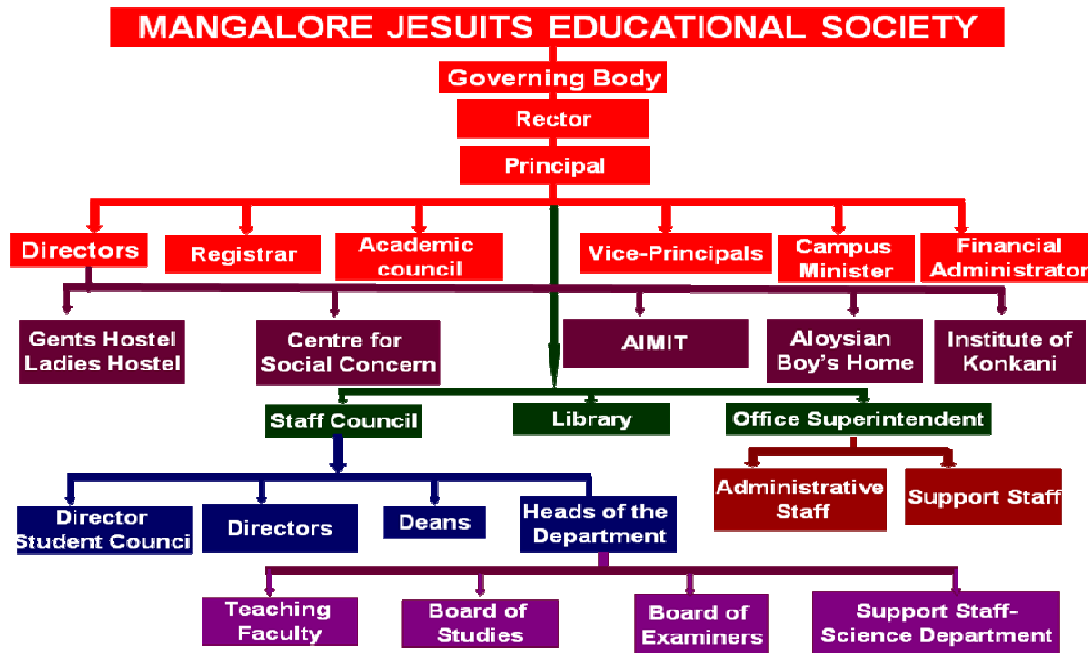 MANGALORE JESUITS EDUCATIONAL SOCIETY
Governing Body
Rector
Principal
Directors
Registrar
Academic
council
Vice-Principals
Campus
Minister
Financial
Administrator
Gents Hostel
Ladies Hostel
Centre for
Social Concern
AIMIT
Aloysian
Boy's Home
Institute of
Konkani
Staff Council
Library
Office Superintendent
Administrative
Staff
Support Staff
Director
Student Council
Directors
Deans
Heads of the
Department
Teaching
Faculty
Board of
Studies
Board of
Examiners
Support Staff-
Science Department